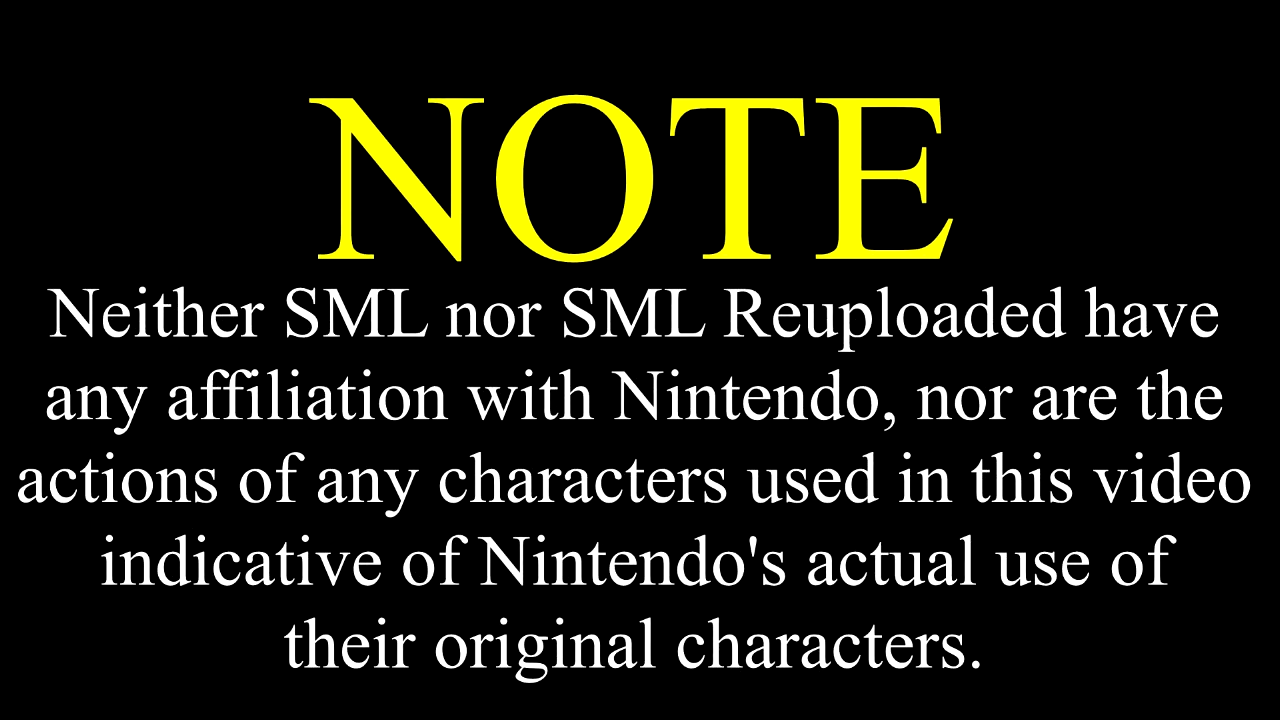 NOTE
Neither SML nor SML Reuploaded have
any affiliation with Nintendo, nor are the
actions of any characters used in this video
indicative of Nintendo's actual use of
their original characters.